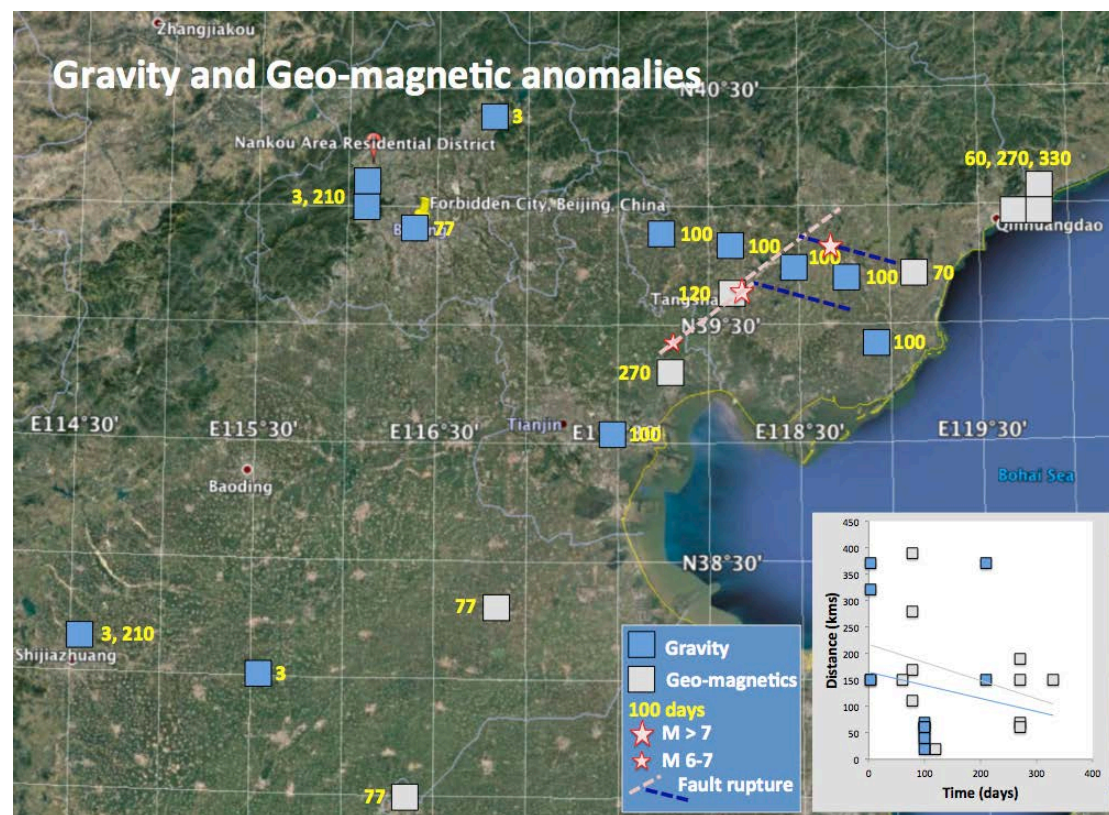 Zhangjiakou
Gravity and Geo-magnetic anomalies
N40°30'
3
Nankou Area Residential District
60, 270, 330
3, 210
Forbidden City, Beijing, China
77
Qinhuangdao
100
100
100
100
70
120
N39°30'
100
270
E114°30'
E115°30'
E116°30'
Tianjin
E118°30'
E119°30'
100
Baoding
Bohai Sea
N38°30'
77
3, 210
Shijiazhuang
3
77
Gravity
Geo-magnetics
100 days
M > 7
M 6-7
Fault rupture
450
400
350
300
250
200
150
100
50
0
Distance (kms)
0 100 200 300 400
Time (days)